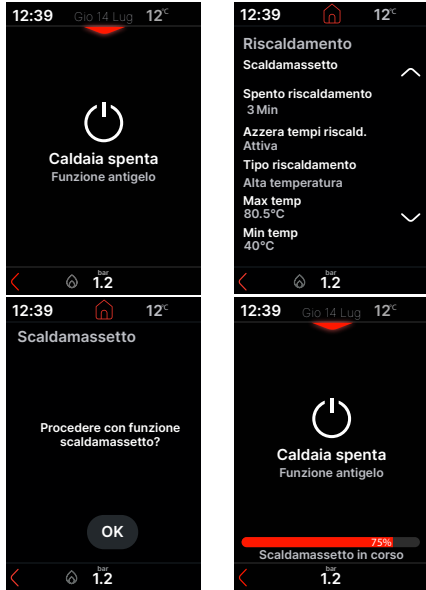 12:39 Gio 14 Lug 12°C
Caldaia spenta
Funzione antigelo
bar
1.2
12:39 12°C
Riscaldamento
Scaldamassetto
Spento riscaldamento
3 Min
Azzera tempi riscald.
Attiva
Tipo riscaldamento
Alta temperatura
Max temp
80.5°C
Min temp
40°C
bar
1.2
12:39 12°C
Scaldamassetto
Procedere con funzione
scaldamassetto?
OK
bar
1.2
12:39 Gio 14 Lug 12°C
Caldaia spenta
Funzione antigelo
75%
Scaldamassetto in corso
bar
1.2